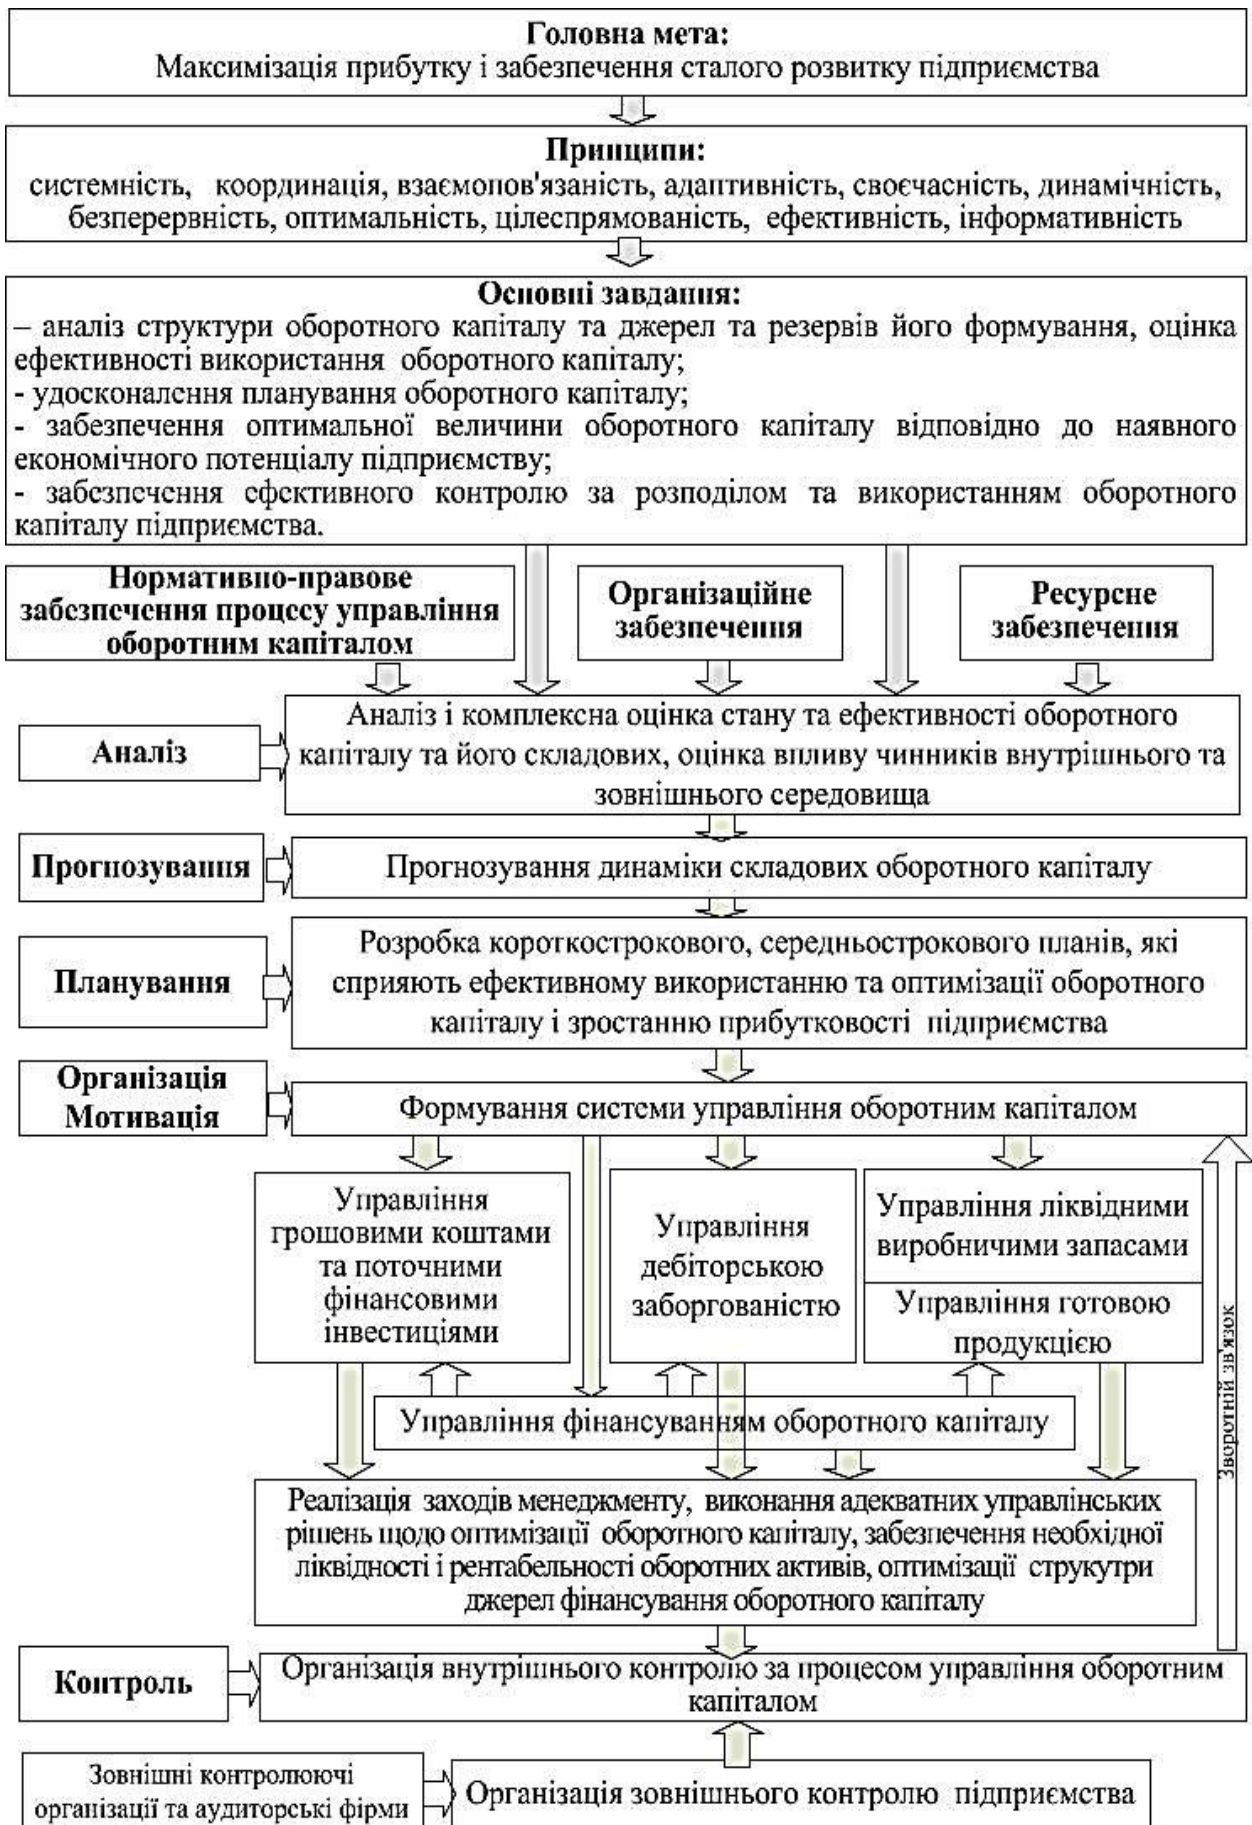 Головна мета:
Максимізація прибутку і забезпечення сталого розвитку підприємства
Принципи:
системність, координація, взаємопов'язаність, адаптивність, своєчасність, динамічність,
безперервність, оптимальність, цілеспрямованість, ефективність, інформативність
Основні завдання:
– аналіз структури оборотного капіталу та джерел та резервів його формування, оцінка
ефективності використання оборотного капіталу;
- удосконалення планування оборотного капіталу;
- забезпечення оптимальної величини оборотного капіталу відповідно до наявного
економічного потенціалу підприємству;
- забезпечення ефективного контролю за розподілом та використанням оборотного
капіталу підприємства.
Нормативно-правове
забезпечення процесу управління
оборотним капіталом
Організаційне
забезпечення
Ресурсне
забезпечення
Аналіз
Аналіз і комплексна оцінка стану та ефективності оборотного
капіталу та його складових, оцінка впливу чинників внутрішнього та
зовнішнього середовища
Прогнозування
Прогнозування динаміки складових оборотного капіталу
Планування
Розробка короткострокового, середньострокового планів, які
сприяють ефективному використанню та оптимізації оборотного
капіталу і зростанню прибутковості підприємства
Організація
Мотивація
Формування системи управління оборотним капіталом
Управління
грошовими коштами
та поточними
фінансовими
інвестиціями
Управління
дебіторською
заборгованістю
Управління ліквідними
виробничими запасами
Управління готовою
продукцією
Зворотній зв'язок
Управління фінансуванням оборотного капіталу
Реалізація заходів менеджменту, виконання адекватних управлінських
рішень щодо оптимізації оборотного капіталу, забезпечення необхідної
ліквідності і рентабельності оборотних активів, оптимізації струкутри
джерел фінансування оборотного капіталу
Контроль
Організація внутрішнього контролю за процесом управління оборотним
капіталом
Зовнішні контролюючі
організації та аудиторські фірми
Організація зовнішнього контролю підприємства